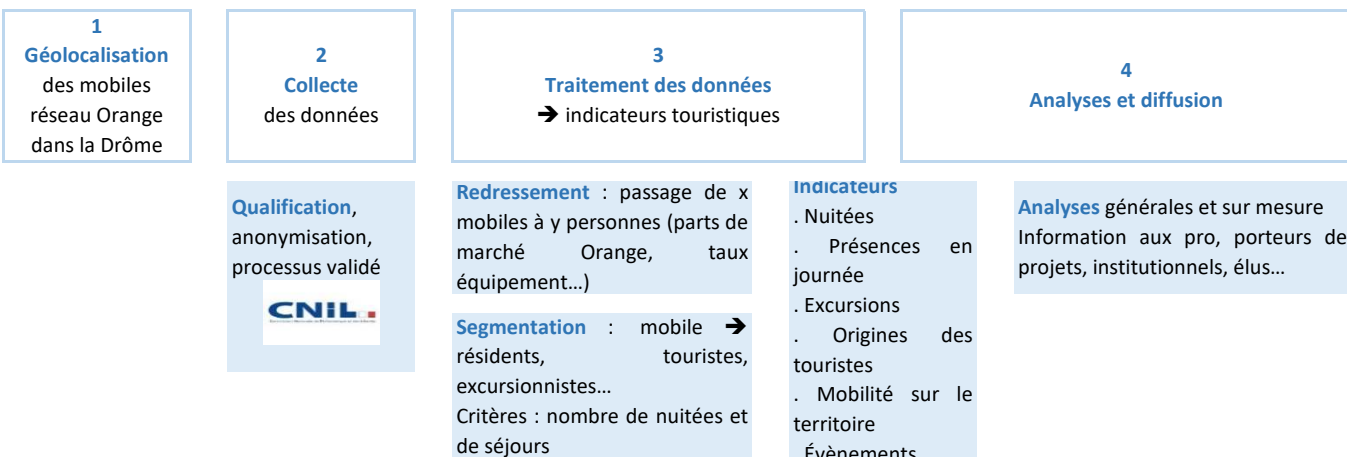 1
Géolocalisation
des mobiles
réseau Orange
dans la Drôme
2
Collecte
des données
3
Traitement des données
➔ indicateurs touristiques
4
Analyses et diffusion
Qualification,
anonymisation,
processus validé
CNIL
Redressement : passage de x
mobiles à y personnes (parts de
marché Orange, taux
équipement…)
Segmentation : mobile ➔
résidents, touristes,
excursionnistes…
Critères : nombre de nuitées et
de séjours
Indicateurs
. Nuitées
. Présences en
journée
. Excursions
. Origines des
touristes
. Mobilité sur le
territoire
. Évènements
Analyses générales et sur mesure
Information aux pro, porteurs de
projets, institutionnels, élus…